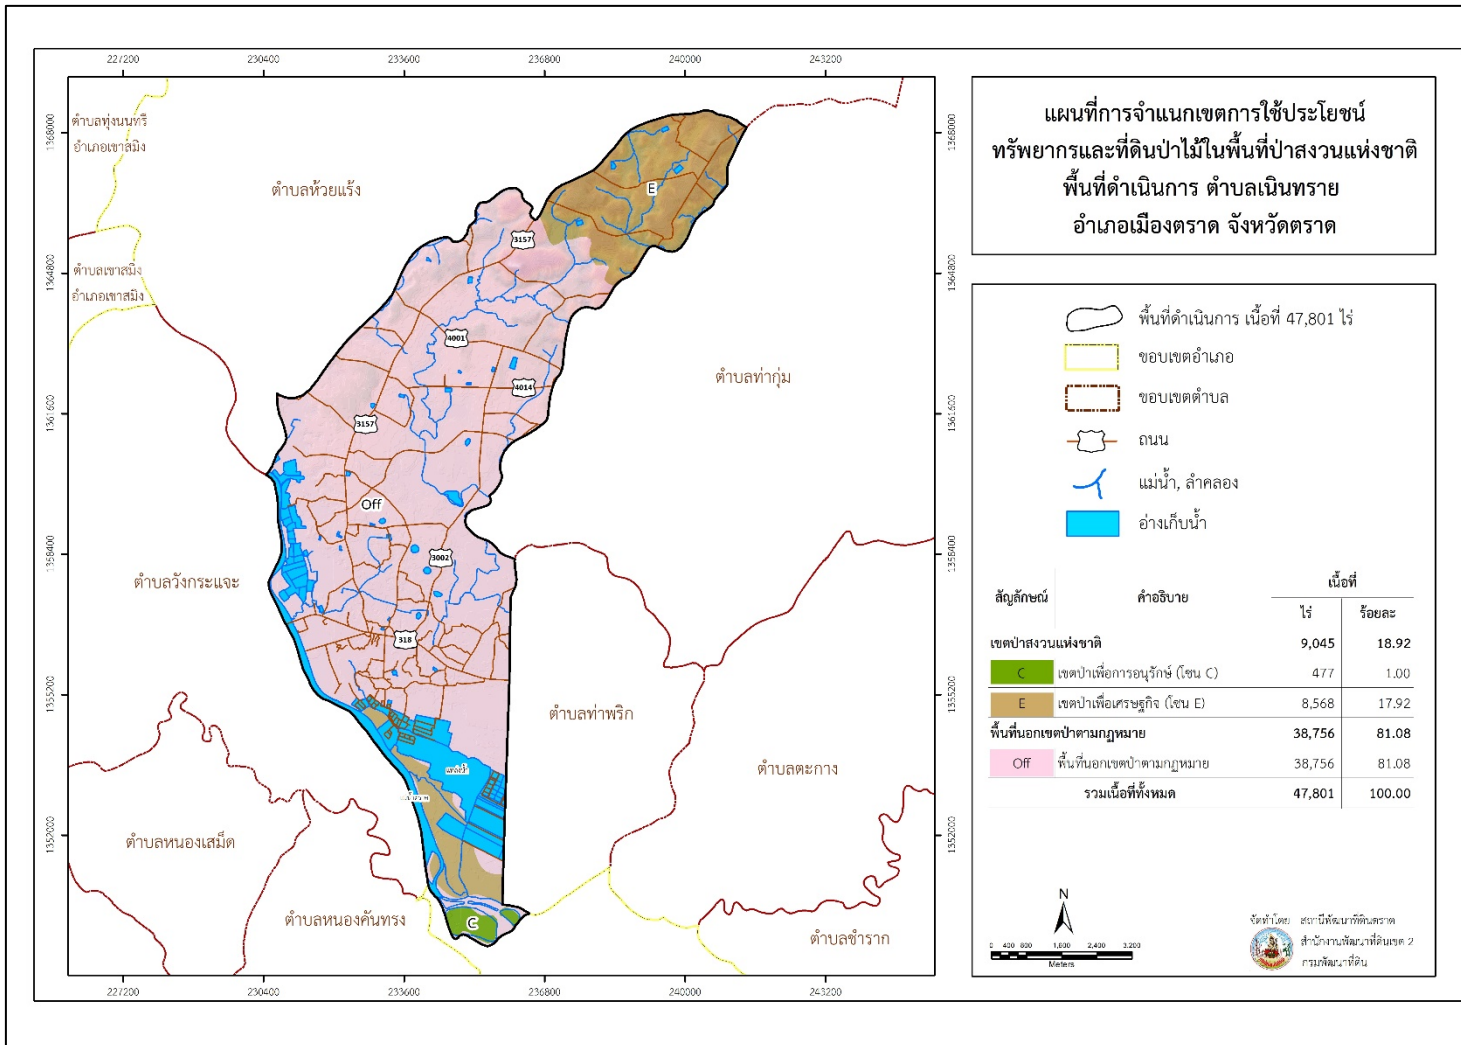 แผนที่การจำแนกเขตการใช้ประโยชน์
ทรัพยากรและที่ดินป่าไม้ในพื้นที่ป่าสงวนแห่งชาติ
พื้นที่ดำเนินการ ตำบลเนินทราย
อำเภอเมืองตราด จังหวัดตราด
227200 230400 233600 236800 240000 243200
1368000 1368000
1364800 1364800
1361600 1361600
1358400 1358400
1355200 1355200
1352000 1352000
ตำบลทุ่งนนทรี
อำเภอเขาสมิง
ตำบลห้วยแร้ง
E
3157
ตำบลเขาสมิง
อำเภอเขาสมิง
4001
ตำบลท่ากุ่ม
4014
3157
Off
3002
ตำบลวังกระแจะ
318
ตำบลท่าพริก
ตำบลตะกาง
ตำบลหนองเสม็ด
ตำบลหนองคันทรง
C
ตำบลชำราก
227200 230400 233600 236800 240000 243200
พื้นที่ดำเนินการ เนื้อที่ 47,801 ไร่
ขอบเขตอำเภอ
ขอบเขตตำบล
ถนน
แม่น้ำ, ลำคลอง
อ่างเก็บน้ำ
สัญลักษณ์ คำอธิบาย เนื้อที่
ไร่ ร้อยละ
เขตป่าสงวนแห่งชาติ 9,045 18.92
C เขตป่าเพื่อการอนุรักษ์ (โซน C) 477 1.00
E เขตป่าเพื่อเศรษฐกิจ (โซน E) 8,568 17.92
พื้นที่นอกเขตป่าตามกฎหมาย 38,756 81.08
Off พื้นที่นอกเขตป่าตามกฎหมาย 38,756 81.08
รวมเนื้อที่ทั้งหมด 47,801 100.00
N
0 400 800 1,600 2,400 3,200
Meters
จัดทำโดย สถานีพัฒนาที่ดินตราด
สำนักงานพัฒนาที่ดินเขต 2
กรมพัฒนาที่ดิน